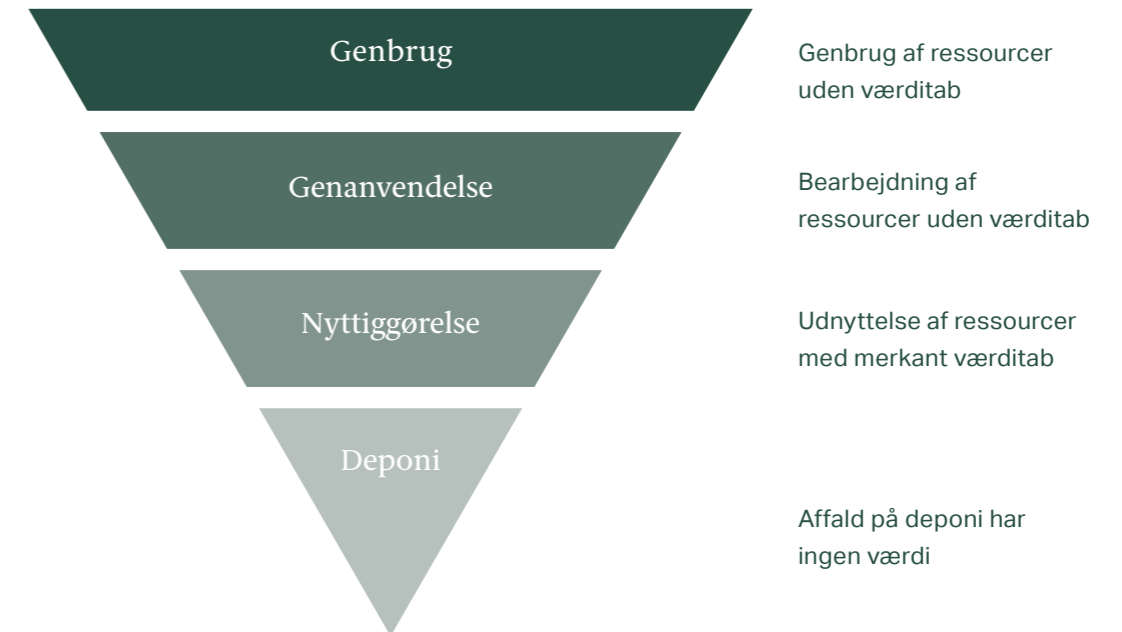 Genbrug
Genbrug af ressourcer
uden værditab
Genanvendelse
Bearbejdning af
ressourcer uden værditab
Nyttiggørelse
Udnyttelse af ressourcer
med merkant værditab
Deponi
Affald på deponi har
ingen værdi